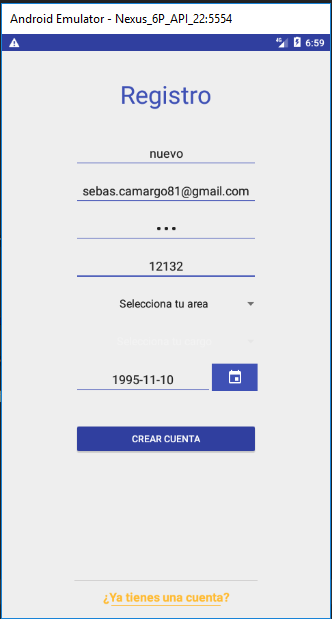 Android Emulator - Nexus_6P_API_22:5554
4G 6:59
Registro
nuevo
sebas.camargo81@gmail.com
•••
12132
Selecciona tu area
1995-11-10
CREAR CUENTA
¿Ya tienes una cuenta?